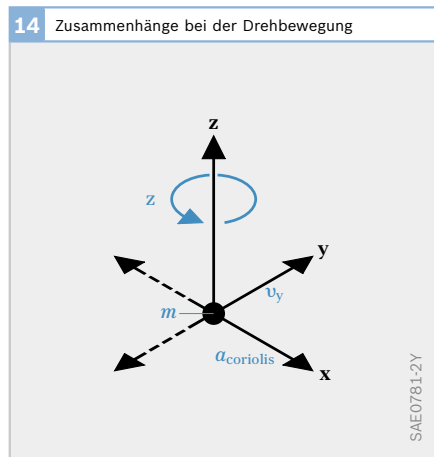 14 Zusammenhänge bei der Drehbewegung
z
z
y
υy
m
acoriolis
x
SAE0781-2Y